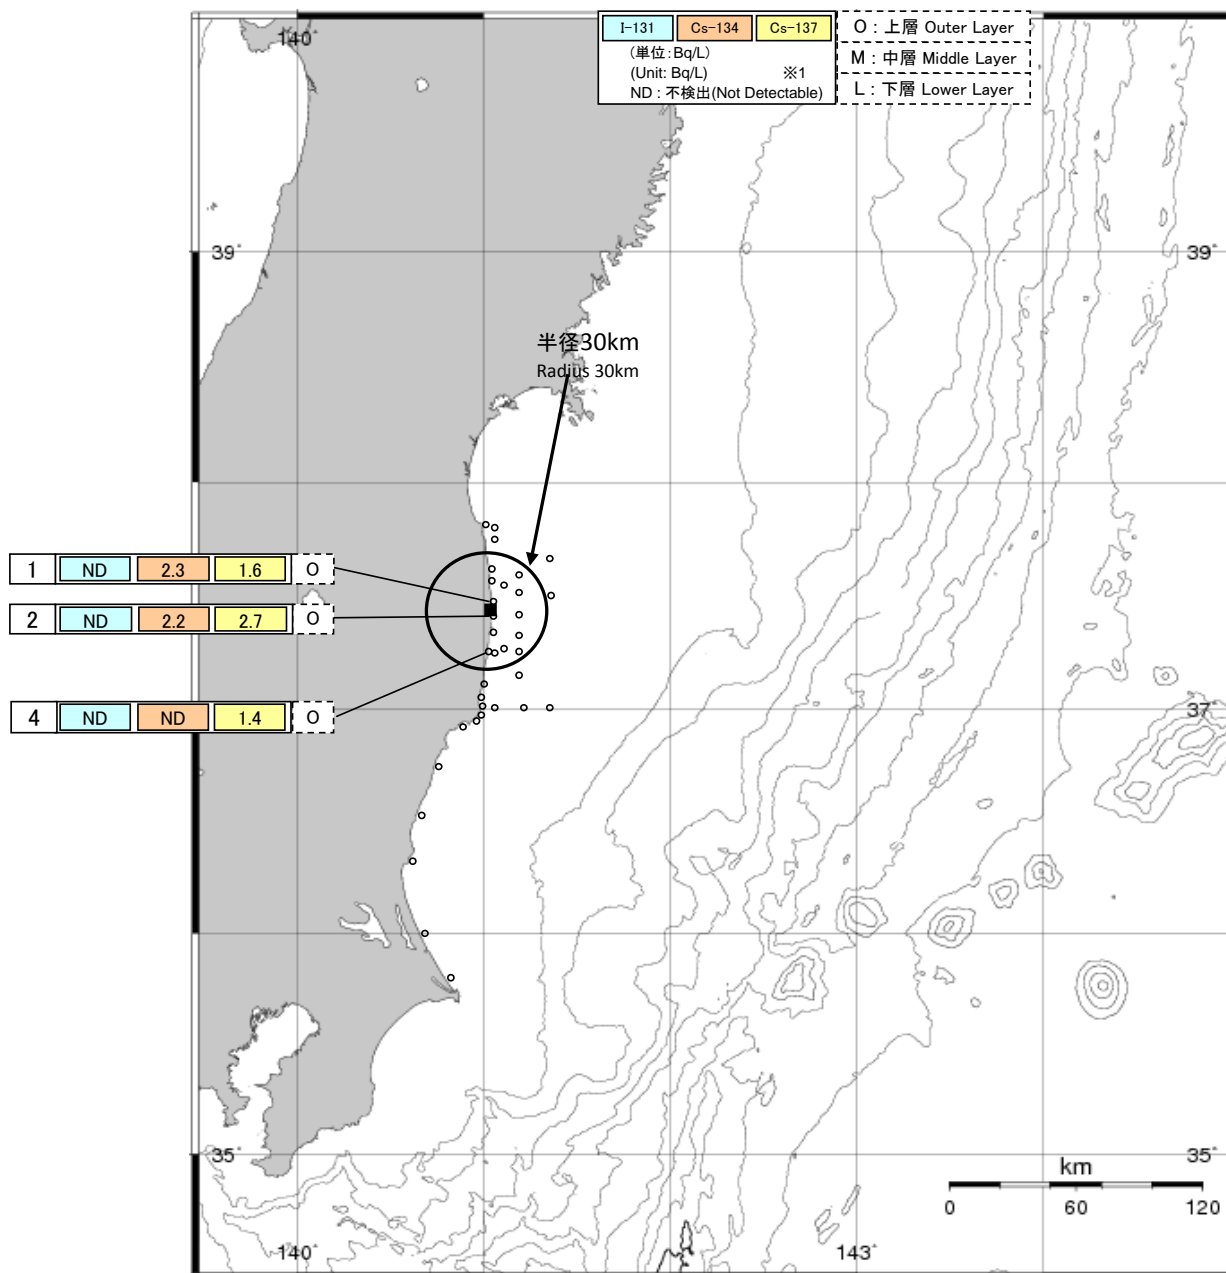 140°
I-131 Cs-134 Cs-137
(単位:Bq/L)
(Unit: Bq/L) ※1
ND : 不検出(Not Detectable)
O : 上層 Outer Layer
M : 中層 Middle Layer
L : 下層 Lower Layer
39° 39°
半径30km
Radius 30km
1 ND 2.3 1.6 O
2 ND 2.2 2.7 O
4 ND ND 1.4 O
37°
35° 35°
km
0 60 120
140° 143°